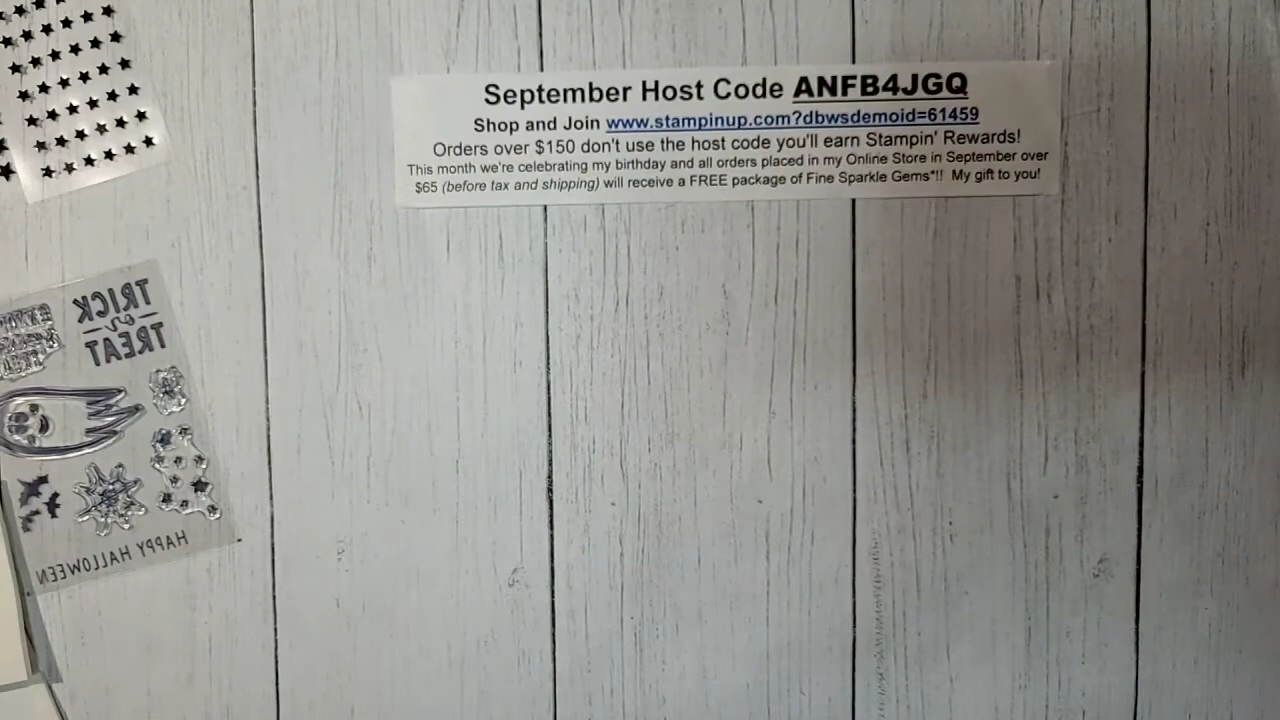 September Host Code ANFB4JGQ
Shop and Join www.stampinup.com?dbwsdemoid=61459
Orders over $150 don't use the host code you'll earn Stampin' Rewards!
This month we're celebrating my birthday and all orders placed in my Online Store in September over
$65 (before tax and shipping) will receive a FREE package of Fine Sparkle Gems*!! My gift to you!
TRICK
or
TREAT
HAPPY HALLOWEEN